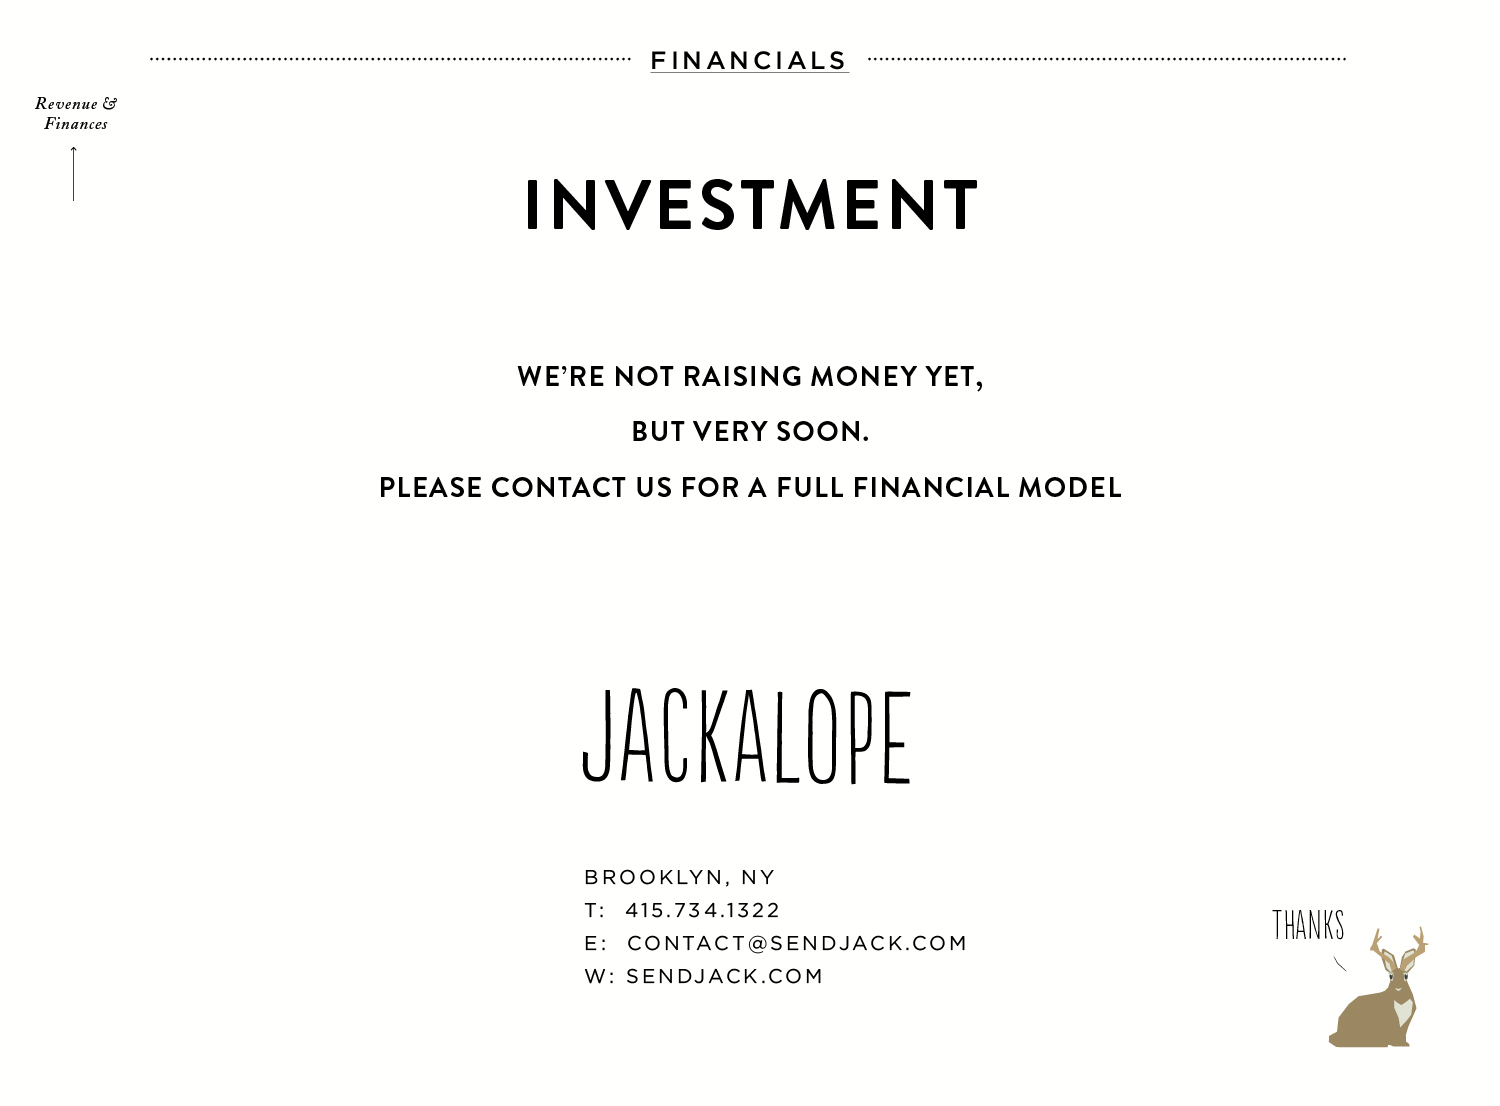 FINANCIALS
Revenue &
Finances
INVESTMENT
WE’RE NOT RAISING MONEY YET,
BUT VERY SOON.
PLEASE CONTACT US FOR A FULL FINANCIAL MODEL
JACKALOPE
BROOKLYN, NY
T: 415.734.1322
E: CONTACT@SENDJACK.COM
W: SENDJACK.COM
THANKS